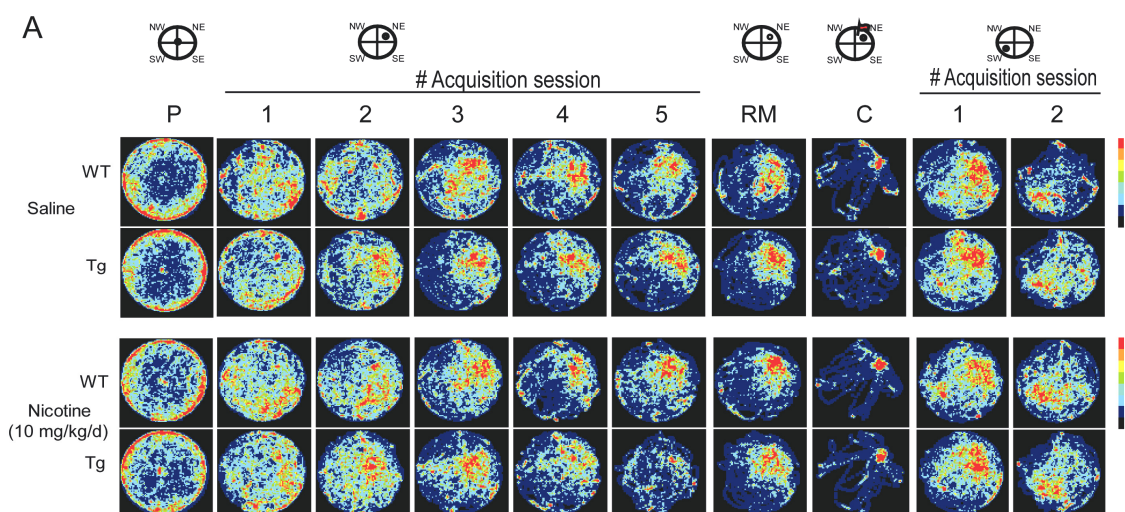 A
NW NE NW NE NW NE NW NE NW NE
SW SE SW SE SW SE SW SE SW SE
# Acquisition session # Acquisition session
P 1 2 3 4 5 RM C 1 2
WT
Saline
Tg
WT
Nicotine
(10 mg/kg/d)
Tg